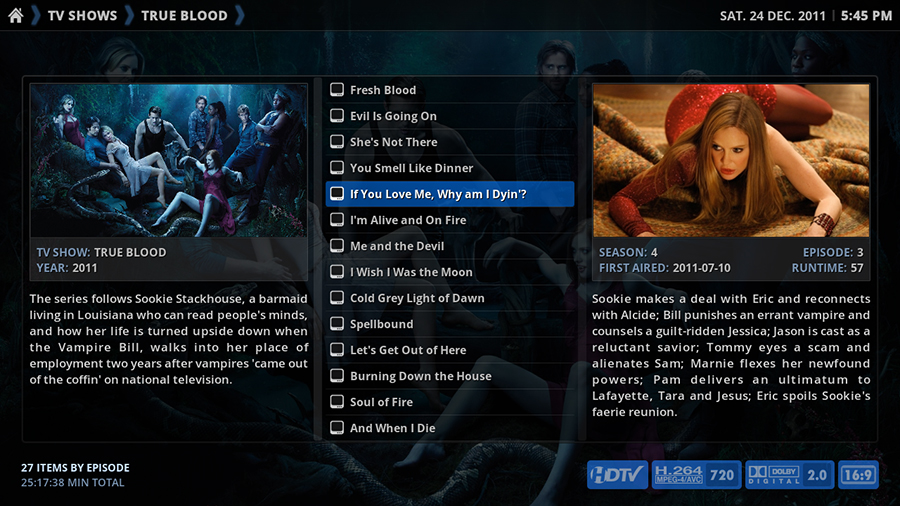 TV SHOWS TRUE BLOOD
SAT. 24 DEC. 2011 | 5:45 PM
TV SHOW: TRUE BLOOD
YEAR: 2011
The series follows Sookie Stackhouse, a barmaid
living in Louisiana who can read people's minds,
and how her life is turned upside down when
the Vampire Bill, walks into her place of
employment two years after vampires 'came out
of the coffin' on national television.
Fresh Blood
Evil Is Going On
She's Not There
You Smell Like Dinner
If You Love Me, Why am I Dyin'?
I'm Alive and On Fire
Me and the Devil
I Wish I Was the Moon
Cold Grey Light of Dawn
Spellbound
Let's Get Out of Here
Burning Down the House
Soul of Fire
And When I Die
SEASON: 4 EPISODE: 3
FIRST AIRED: 2011-07-10 RUNTIME: 57
Sookie makes a deal with Eric and reconnects
with Alcide; Bill punishes an errant vampire and
counsels a guilt-ridden Jessica; Jason is cast as a
reluctant savior; Tommy eyes a scam and
alienates Sam; Marnie flexes her newfound
powers; Pam delivers an ultimatum to
Lafayette, Tara and Jesus; Eric spoils Sookie's
faerie reunion.
27 ITEMS BY EPISODE
25:17:38 MIN TOTAL
HDTV
H.264
MPEG-4/AVC
720
DOLBY
DIGITAL
2.0
16:9